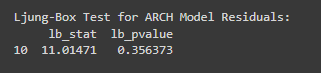 Ljung-Box Test for ARCH Model Residuals:
lb_stat lb_pvalue
10 11.01471 0.356373